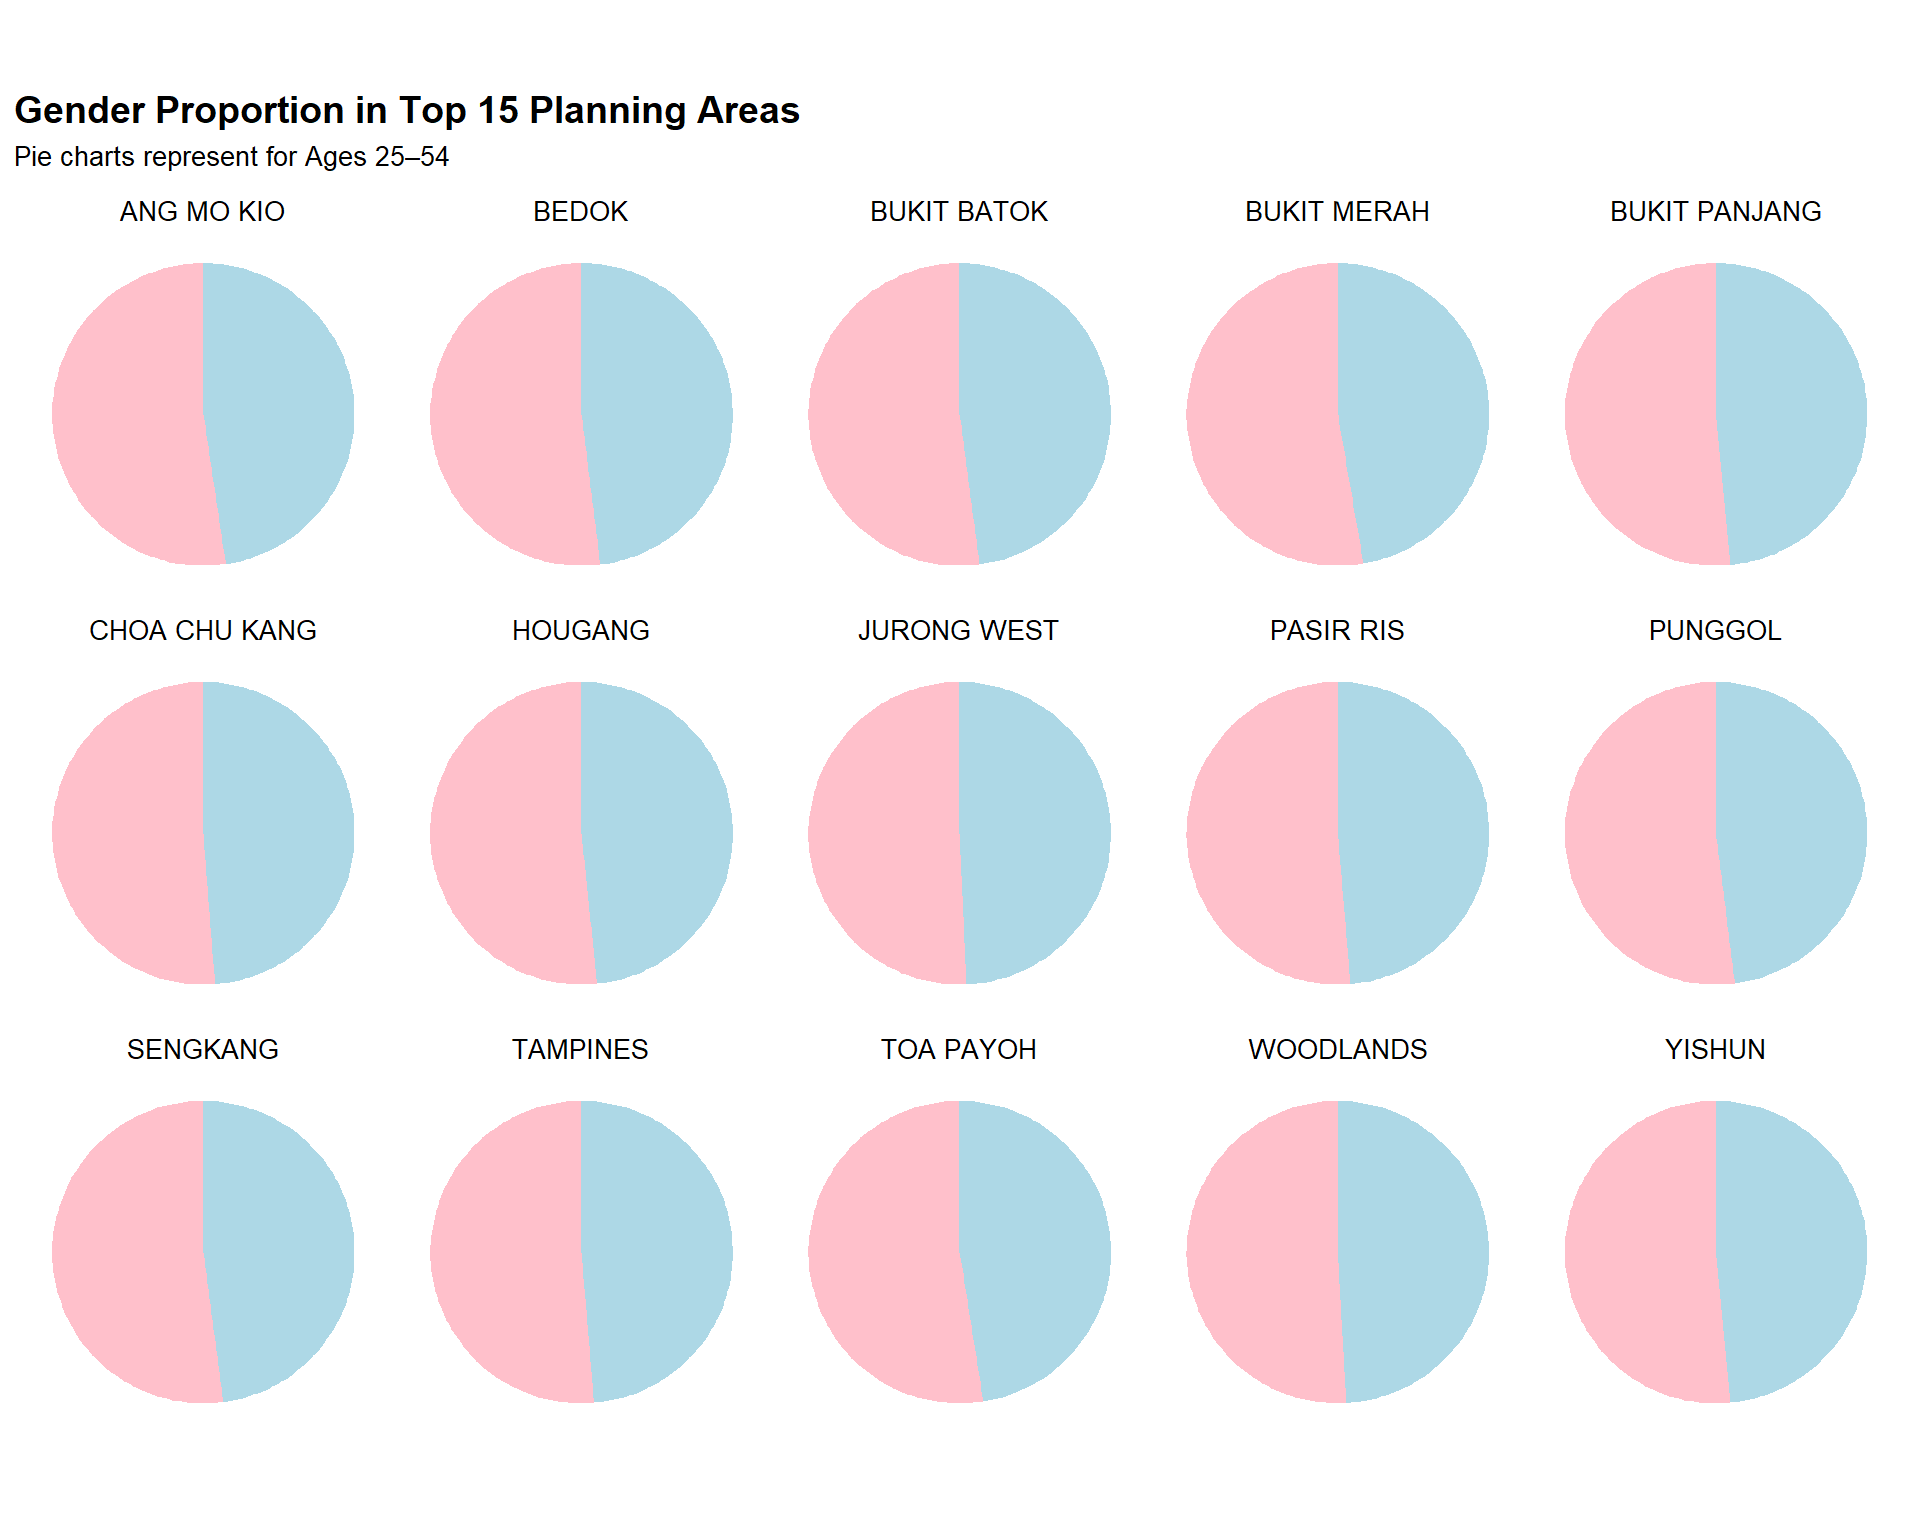 Gender Proportion in Top 15 Planning Areas
Pie charts represent for Ages 25–54
ANG MO KIO
BEDOK
BUKIT BATOK
BUKIT MERAH
BUKIT PANJANG
CHOA CHU KANG
HOUGANG
JURONG WEST
PASIR RIS
PUNGGOL
SENGKANG
TAMPINES
TOA PAYOH
WOODLANDS
YISHUN